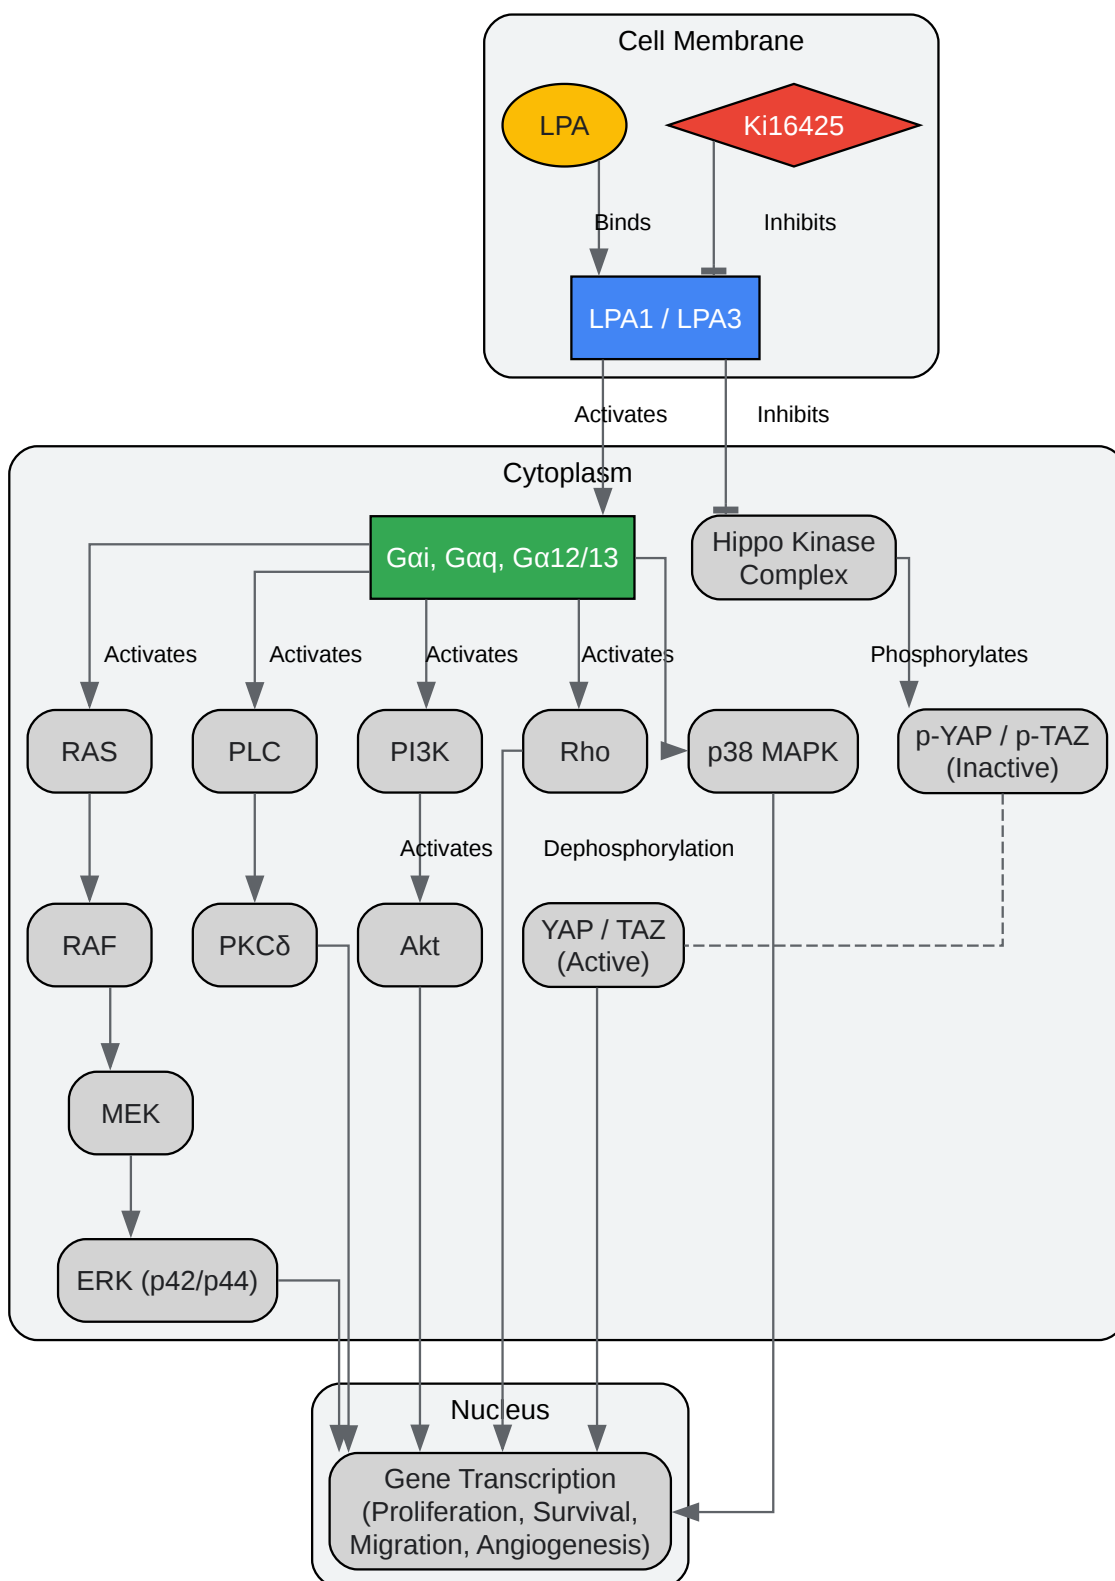 Cell Membrane
LPA
Ki16425
Binds
Inhibits
LPA1 / LPA3
Activates
Inhibits
Cytoplasm
Gαi, Gαq, Gα12/13
Hippo Kinase
Complex
Activates
Activates
Activates
Activates
Phosphorylates
RAS
PLC
PI3K
Rho
p38 MAPK
p-YAP / p-TAZ
(Inactive)
Activates
Dephosphorylation
RAF
PKCδ
Akt
YAP / TAZ
(Active)
MEK
ERK (p42/p44)
Nucleus
Gene Transcription
(Proliferation, Survival,
Migration, Angiogenesis)